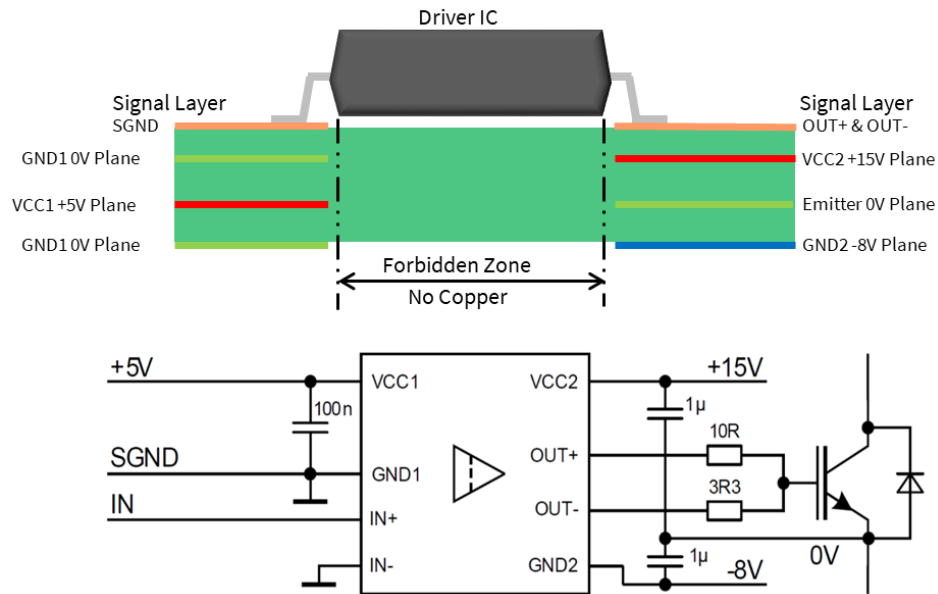 Driver IC
Signal Layer
SGND
GND1 0V Plane
VCC1 +5V Plane
GND1 0V Plane
Signal Layer
OUT+ & OUT-
VCC2 +15V Plane
Emitter 0V Plane
GND2 -8V Plane
Forbidden Zone
No Copper
+5V
100n
SGND
IN
VCC1
GND1
IN+
IN-
VCC2
OUT+
OUT-
GND2
+15V
1µ
10R
3R3
1µ
0V
-8V